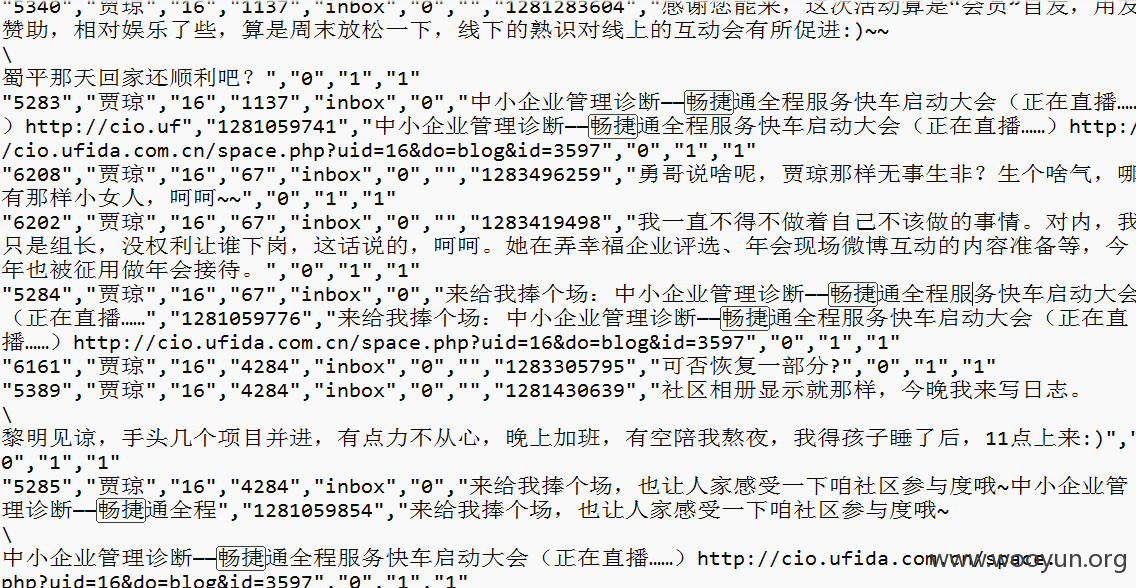 "5340","贾琼","16","1137","inbox","0","","1281283604","感谢您能来，这次活动算是“会员”自发，用友
赞助，相对娱乐了些，算是周末放松一下，线下的熟识对线上的互动会有所促进:)~~
\
蜀平那天回家还顺利吧？","0","1","1"
"5283","贾琼","16","1137","inbox","0","中小企业管理诊断——畅捷通全程服务快车启动大会（正在直播……
）http://cio.uf","1281059741","中小企业管理诊断——畅捷通全程服务快车启动大会（正在直播……）http:/
/cio.ufida.com.cn/space.php?uid=16&do=blog&id=3597","0","1","1"
"6208","贾琼","16","67","inbox","0","","1283496259","勇哥说啥呢，贾琼那样无事生非？生个啥气，哪
有那样小女人，呵呵~~","0","1","1"
"6202","贾琼","16","67","inbox","0","","1283419498","我一直不得不做着自己不该做的事情。对内，我
只是组长，没权利让谁下岗，这话说的，呵呵。她在弄幸福企业评选、年会现场微博互动的内容准备等，今
年也被征用做年会接待。","0","1","1"
"5284","贾琼","16","67","inbox","0","来给我捧个场：中小企业管理诊断——畅捷通全程服务快车启动大会
（正在直播……","1281059776","来给我捧个场：中小企业管理诊断——畅捷通全程服务快车启动大会（正在直
播……）http://cio.ufida.com.cn/space.php?uid=16&do=blog&id=3597","0","1","1"
"6161","贾琼","16","4284","inbox","0","","1283305795","可否恢复一部分?","0","1","1"
"5389","贾琼","16","4284","inbox","0","","1281430639","社区相册显示就那样，今晚我来写日志。
\
黎明见谅，手头几个项目并进，有点力不从心，晚上加班，有空陪我熬夜，我得孩子睡了后，11点上来:)","
0","1","1"
"5285","贾琼","16","4284","inbox","0","来给我捧个场，也让人家感受一下咱社区参与度哦~中小企业管
理诊断——畅捷通全程","1281059854","来给我捧个场，也让人家感受一下咱社区参与度哦~
\
中小企业管理诊断——畅捷通全程服务快车启动大会（正在直播……）http://cio.ufida.com.cn/space.
php?uid=16&do=blog&id=3597","0","1","1"
www.wooyun.org